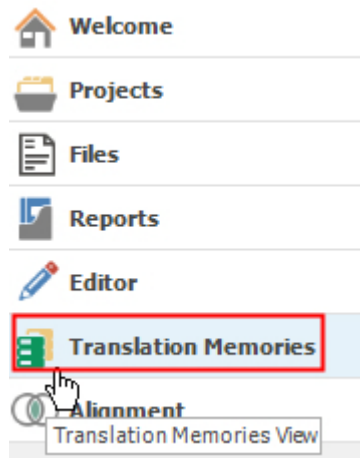 Welcome
Projects
Files
Reports
Editor
Translation Memories
Alignment
Translation Memories View